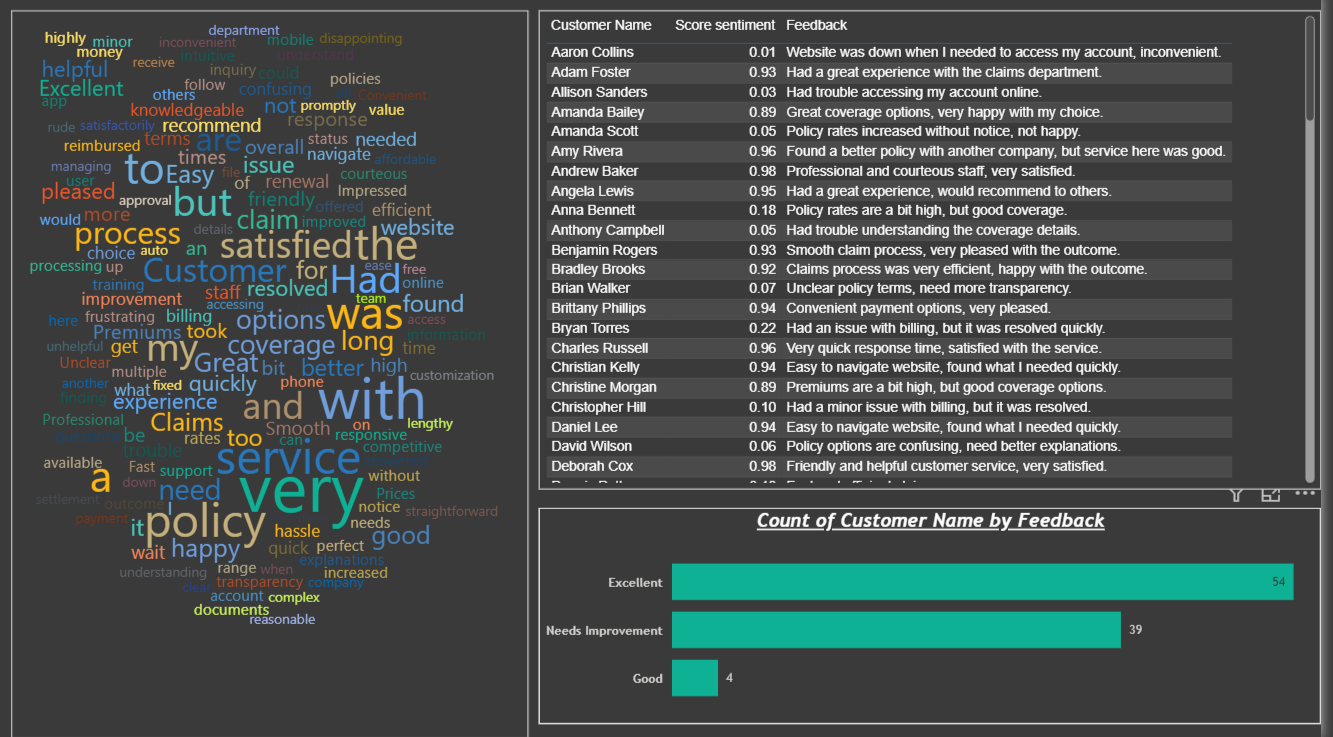 department
highly minor inconvenient mobile disappointing
money understand
helpful receive intuitive
inquiry could
Excellent follow confusing policies
app others Convenient
knowledgeable not promptly value
rude satisfactorily recommend response
reimbursed terms are overall status needed
managing times issue navigate affordable
user to Easy file courteous
pleased approval of renewal Impressed
but friendly offered efficient
would more details claim improved website
process satisfied the
choice auto an
processing up Customer for ease free
training Had online
improvement staff resolved team
accessing found
here frustrating billing options was access
Premiums took information
unhelpful get my coverage long time
Unclear Great bit better high
multiple customization
another what fixed quickly phone
finding experience and with
Professional Claims Smooth on lengthy
be rates too can responsive
trouble competitive
available Fast support service
a down without
settlement need very Prices
outcome I notice straightforward
payment it policy needs
hassle good
wait happy quick perfect
explanations
understanding range when increased
clear transparency company
account complex
documents
reasonable
Customer Name Score sentiment Feedback
Aaron Collins 0.01 Website was down when I needed to access my account, inconvenient.
Adam Foster 0.93 Had a great experience with the claims department.
Allison Sanders 0.03 Had trouble accessing my account online.
Amanda Bailey 0.89 Great coverage options, very happy with my choice.
Amanda Scott 0.05 Policy rates increased without notice, not happy.
Amy Rivera 0.96 Found a better policy with another company, but service here was good.
Andrew Baker 0.98 Professional and courteous staff, very satisfied.
Angela Lewis 0.95 Had a great experience, would recommend to others.
Anna Bennett 0.18 Policy rates are a bit high, but good coverage.
Anthony Campbell 0.05 Had trouble understanding the coverage details.
Benjamin Rogers 0.93 Smooth claim process, very pleased with the outcome.
Bradley Brooks 0.92 Claims process was very efficient, happy with the outcome.
Brian Walker 0.07 Unclear policy terms, need more transparency.
Brittany Phillips 0.94 Convenient payment options, very pleased.
Bryan Torres 0.22 Had an issue with billing, but it was resolved quickly.
Charles Russell 0.96 Very quick response time, satisfied with the service.
Christian Kelly 0.94 Easy to navigate website, found what I needed quickly.
Christine Morgan 0.89 Premiums are a bit high, but good coverage options.
Christopher Hill 0.10 Had a minor issue with billing, but it was resolved.
Daniel Lee 0.94 Easy to navigate website, found what I needed quickly.
David Wilson 0.06 Policy options are confusing, need better explanations.
Deborah Cox 0.98 Friendly and helpful customer service, very satisfied.
Count of Customer Name by Feedback
Excellent 54
Needs Improvement 39
Good 4